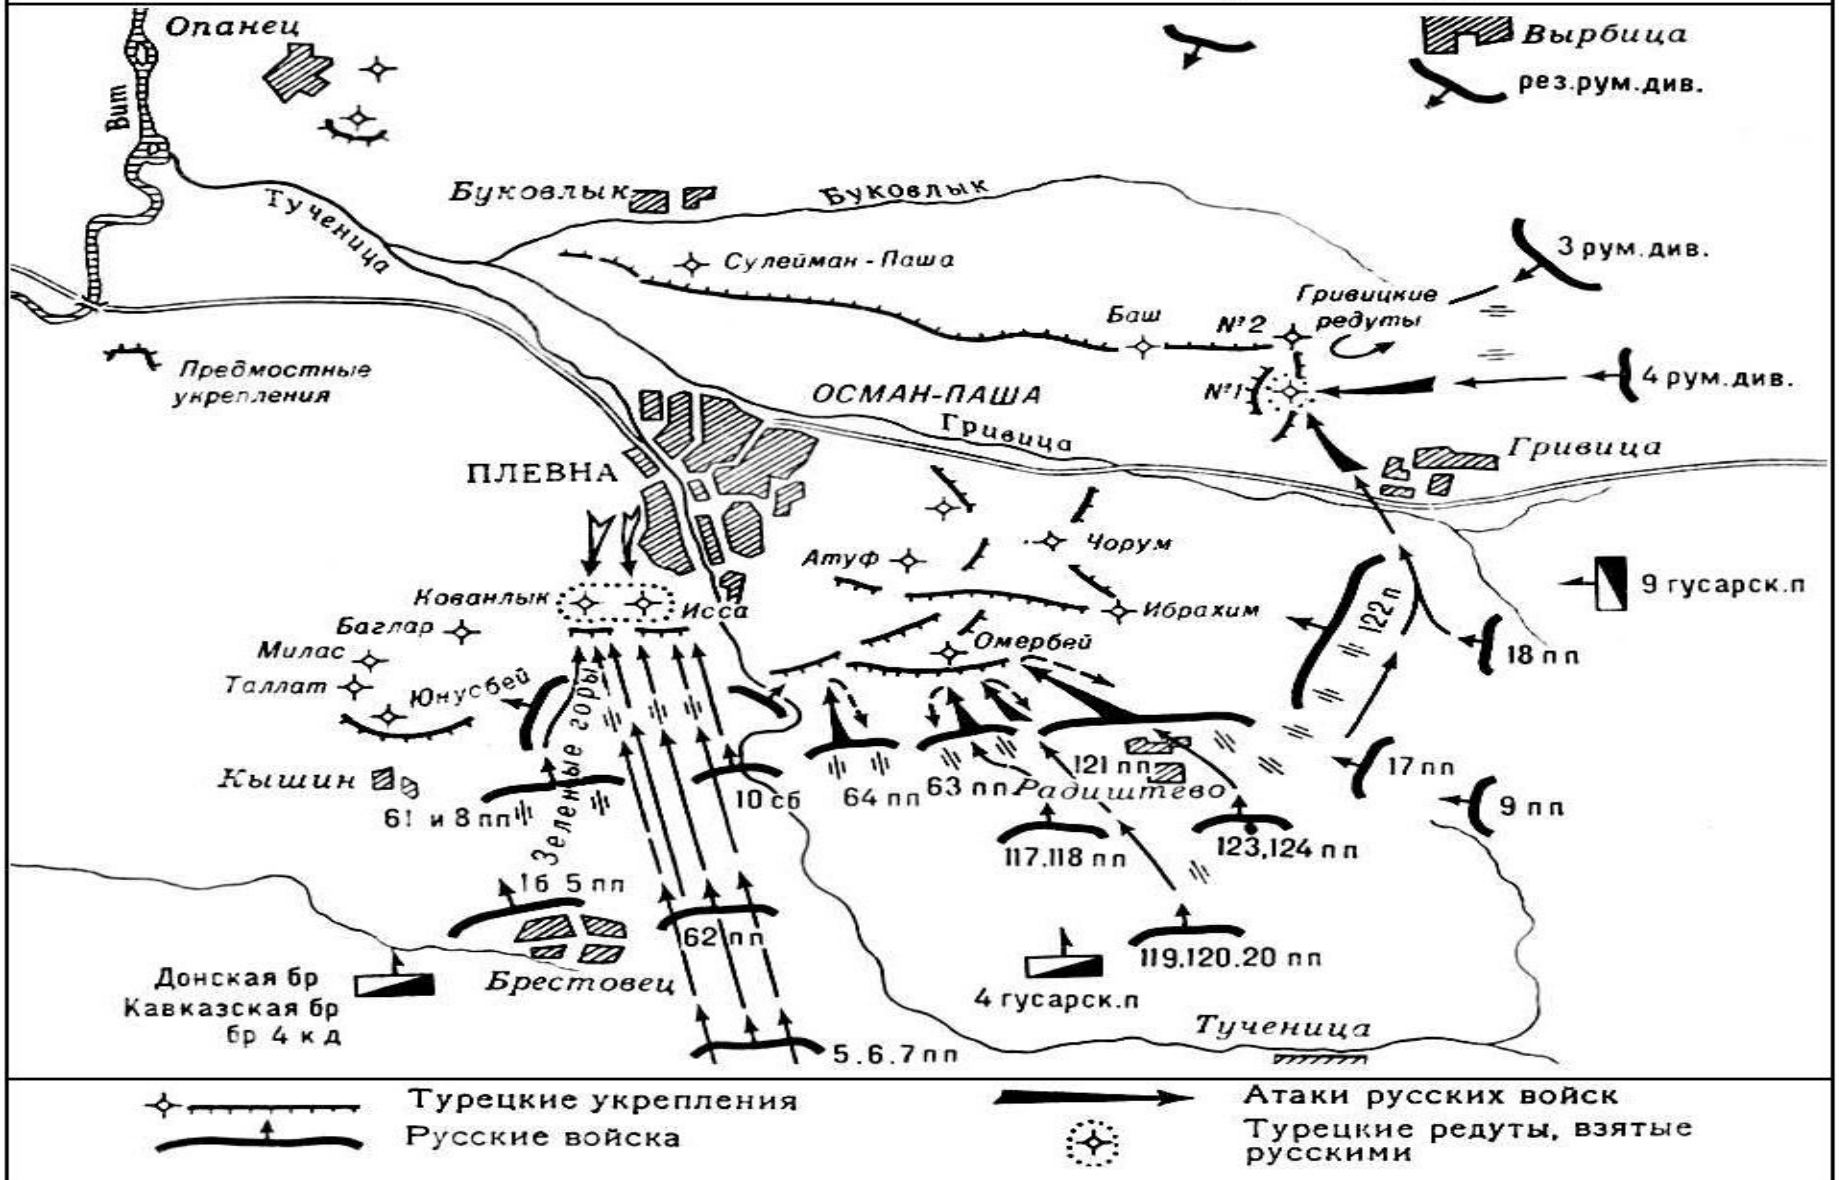 Опанец
Вырбица
рез.рум.див.
Вит
Буковлык
Буковлык
Тученица
3 рум.див.
Сулейман-Паша
Гривицкие
редуты
Баш
№2
Предмостные
укрепления
ОСМАН-ПАША
№1
4 рум.див.
Гривица
Гривица
ПЛЕВНА
Чорум
Атуф
9 гусарск.п
Кованлык
Исса
Ибрахим
122 п
Баглар
Омербей
Милас
18 пп
Таллат
Юнусбей
Зеленые горы
Кышин
61 и 8 пп
10 сб
64 пп
63 пп
121 пп
Радиштево
17 пп
9 пп
117.118 пп
123,124 пп
1б 5 пп
62 пп
119.120.20 пп
Донская бр
Кавказская бр
бр 4 к д
Брестовец
4 гусарск.п
Тученица
5.6.7 пп
Турецкие укрепления
Русские войска
Атаки русских войск
Турецкие редуты, взятые
русскими